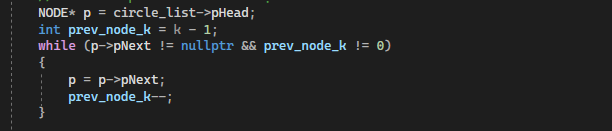 NODE* p = circle_list->pHead;
int prev_node_k = k - 1;
while (p->pNext != nullptr && prev_node_k != 0)
{
p = p->pNext;
prev_node_k--;
}